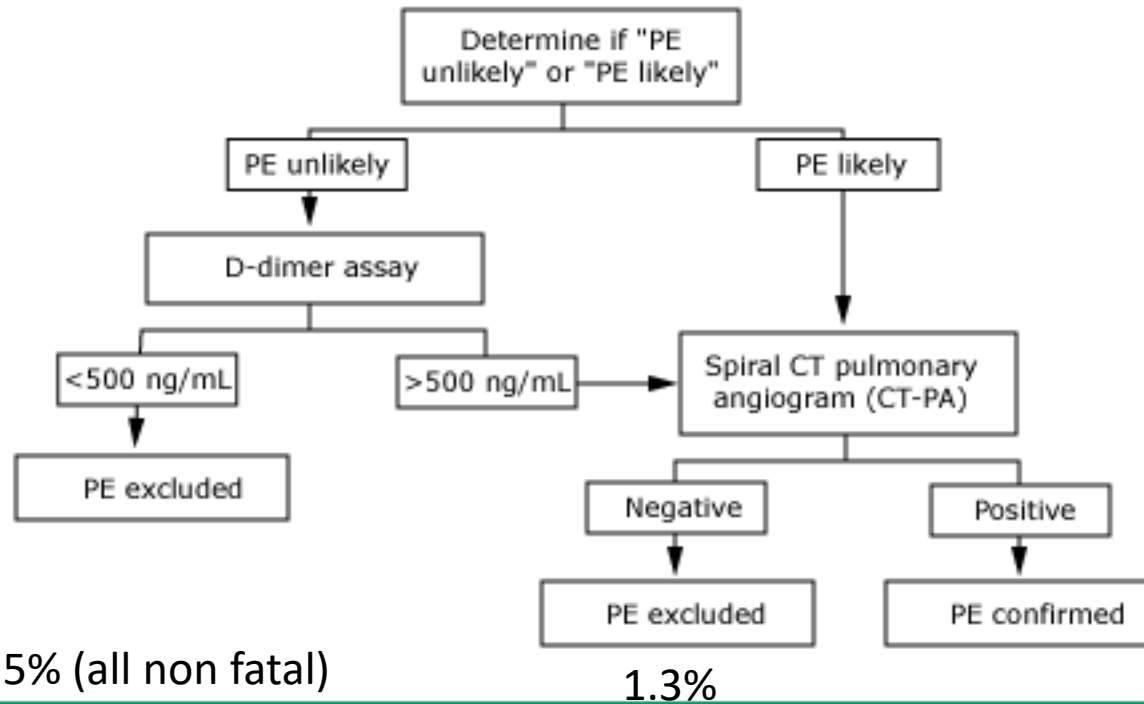 Determine if "PE
unlikely" or "PE likely"
PE unlikely
PE likely
D-dimer assay
<500 ng/mL
>500 ng/mL
Spiral CT pulmonary
angiogram (CT-PA)
PE excluded
Negative
Positive
PE excluded
PE confirmed
5% (all non fatal)
1.3%